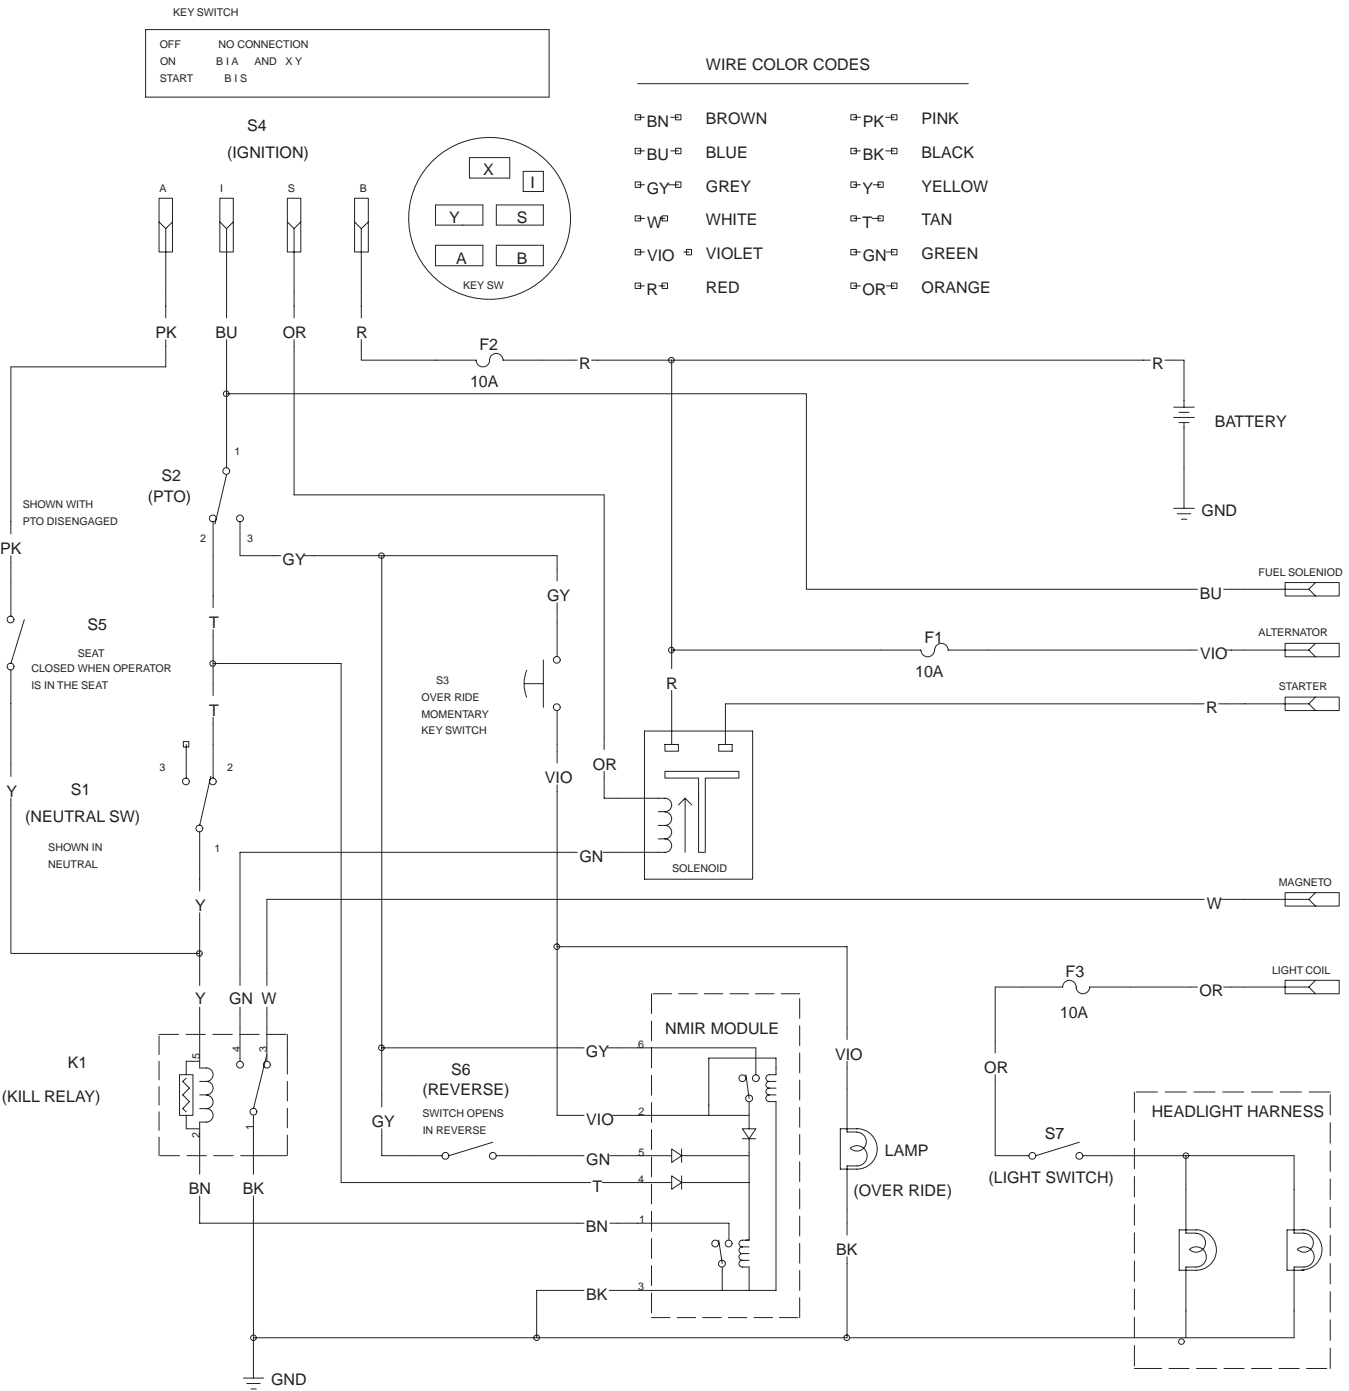 KEY SWITCH
OFF NO CONNECTION
ON B I A AND X Y
START B I S
WIRE COLOR CODES
BN BROWN
BU BLUE
GY GREY
W WHITE
VIO VIOLET
R RED
PK PINK
BK BLACK
Y YELLOW
T TAN
GN GREEN
OR ORANGE
S4
(IGNITION)
A I S B
X
I
Y S
A B
KEY SW
PK BU OR R
F2
10A
R
R
BATTERY
GND
1
S2
(PTO)
SHOWN WITH
PTO DISENGAGED
2 3
PK
GY
GY
T
S5
SEAT
CLOSED WHEN OPERATOR
IS IN THE SEAT
FUEL SOLENIOD
BU
ALTERNATOR
F1
10A
VIO
STARTER
R
R
S3
OVER RIDE
MOMENTARY
KEY SWITCH
T
3 2
Y
S1
(NEUTRAL SW)
SHOWN IN
NEUTRAL
1
VIO
OR
SOLENOID
GN
MAGNETO
W
Y
LIGHT COIL
F3
10A
OR
Y GN W
K1
(KILL RELAY)
5 4 3
2 1
BN BK
NMIR MODULE
GY 6
S6
(REVERSE)
SWITCH OPENS
IN REVERSE
GY
VIO 2
GN 5
T 4
BN 1
BK 3
VIO
LAMP
(OVER RIDE)
BK
OR
S7
(LIGHT SWITCH)
HEADLIGHT HARNESS
GND